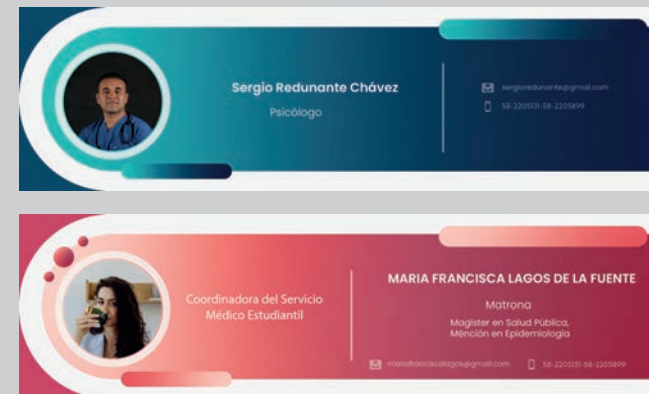 Sergio Redunante Chávez
Psicólogo
sergioredunante@gmail.com
58-2205131-58-2205899
Coordinadora del Servicio
Médico Estudiantil
MARIA FRANCISCA LAGOS DE LA FUENTE
Matrona
Magister en Salud Pública,
Mención en Epidemiología
mariafranciscalagos@gmail.com
58-2205131-58-2205899